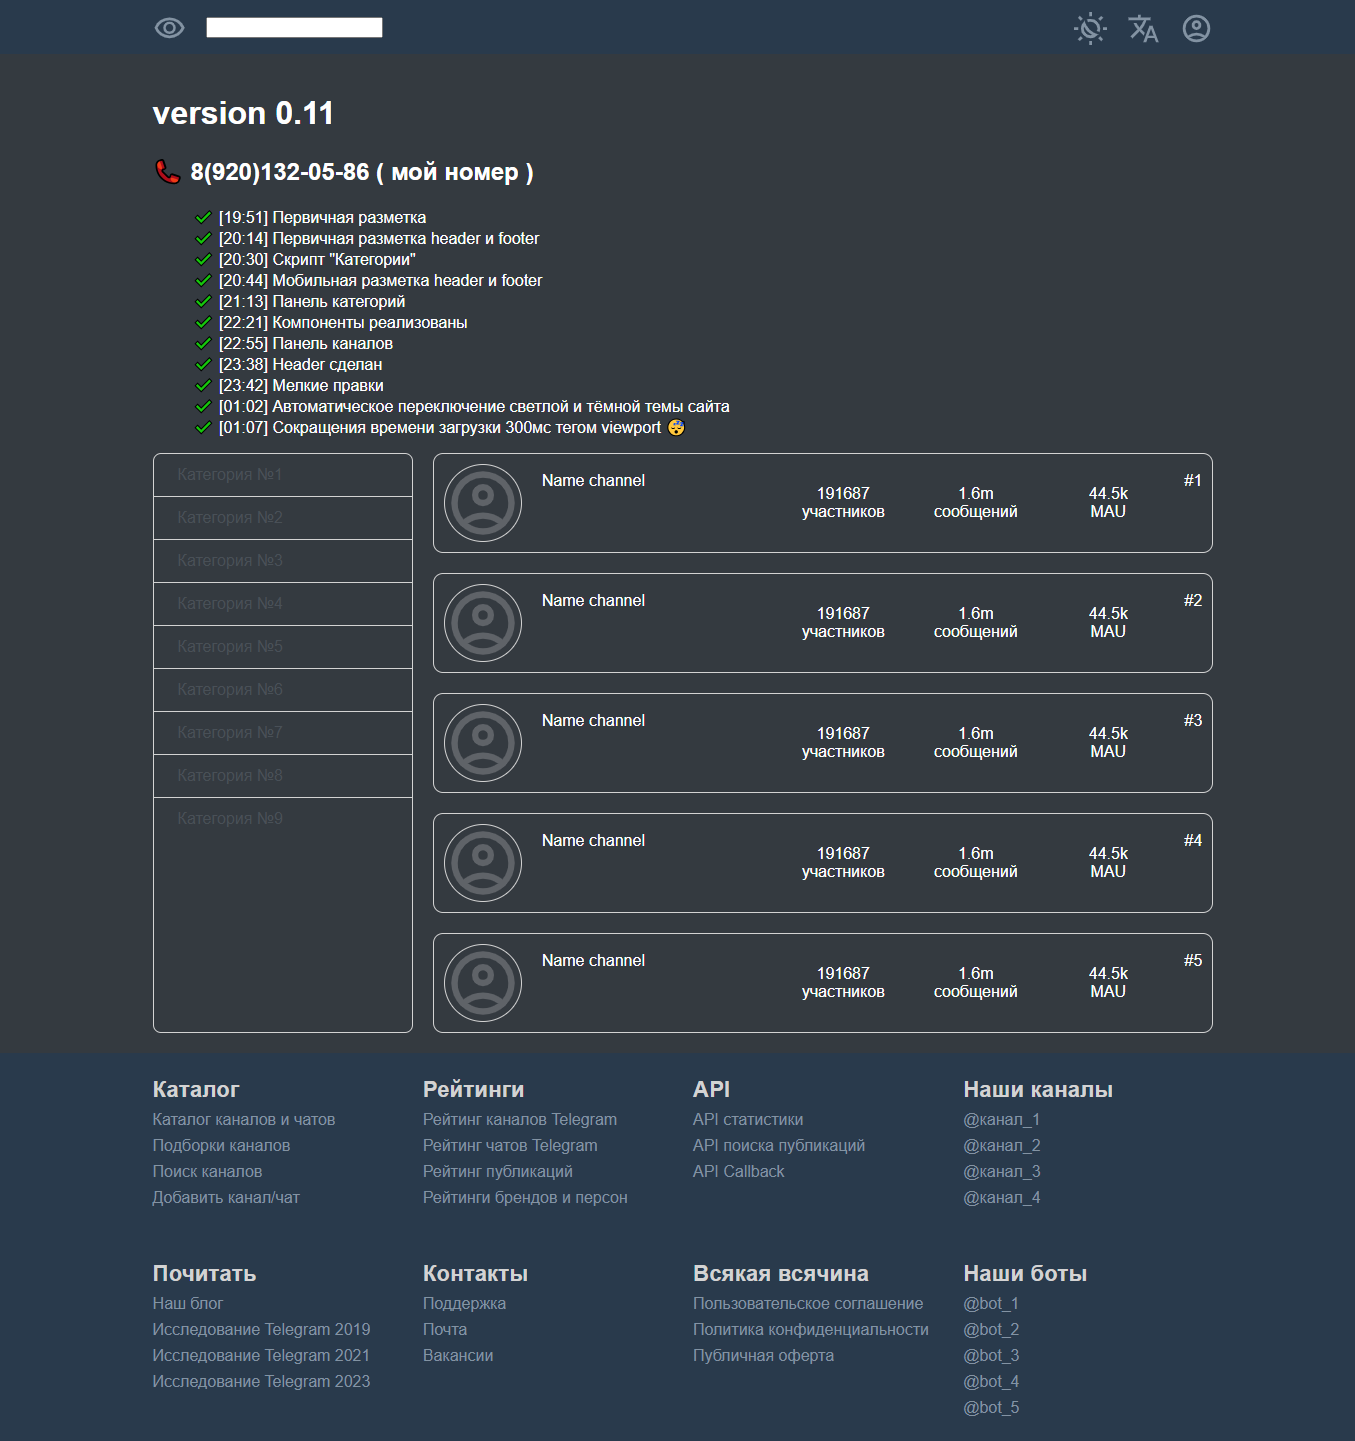 version 0.11
8(920)132-05-86 ( мой номер )
[19:51] Первичная разметка
[20:14] Первичная разметка header и footer
[20:30] Скрипт "Категории"
[20:44] Мобильная разметка header и footer
[21:13] Панель категорий
[22:21] Компоненты реализованы
[22:55] Панель каналов
[23:38] Header сделан
[23:42] Мелкие правки
[01:02] Автоматическое переключение светлой и тёмной темы сайта
[01:07] Сокращения времени загрузки 300мс тегом viewport 😴
Категория №1
Категория №2
Категория №3
Категория №4
Категория №5
Категория №6
Категория №7
Категория №8
Категория №9
Name channel
191687 1.6m 44.5k #1
участников сообщений MAU
Name channel
191687 1.6m 44.5k #2
участников сообщений MAU
Name channel
191687 1.6m 44.5k #3
участников сообщений MAU
Name channel
191687 1.6m 44.5k #4
участников сообщений MAU
Name channel
191687 1.6m 44.5k #5
участников сообщений MAU
Каталог
Каталог каналов и чатов
Подборки каналов
Поиск каналов
Добавить канал/чат
Рейтинги
Рейтинг каналов Telegram
Рейтинг чатов Telegram
Рейтинг публикаций
Рейтинги брендов и персон
API
API статистики
API поиска публикаций
API Callback
Наши каналы
@канал_1
@канал_2
@канал_3
@канал_4
Почитать
Наш блог
Исследование Telegram 2019
Исследование Telegram 2021
Исследование Telegram 2023
Контакты
Поддержка
Почта
Вакансии
Всякая всячина
Пользовательское соглашение
Политика конфиденциальности
Публичная оферта
Наши боты
@bot_1
@bot_2
@bot_3
@bot_4
@bot_5